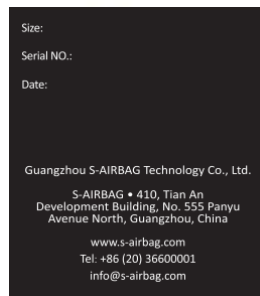 Size:
Serial NO.:
Date:
Guangzhou S-AIRBAG Technology Co., Ltd.
S-AIRBAG • 410, Tian An
Development Building, No. 555 Panyu
Avenue North, Guangzhou, China
www.s-airbag.com
Tel: +86 (20) 36600001
info@s-airbag.com